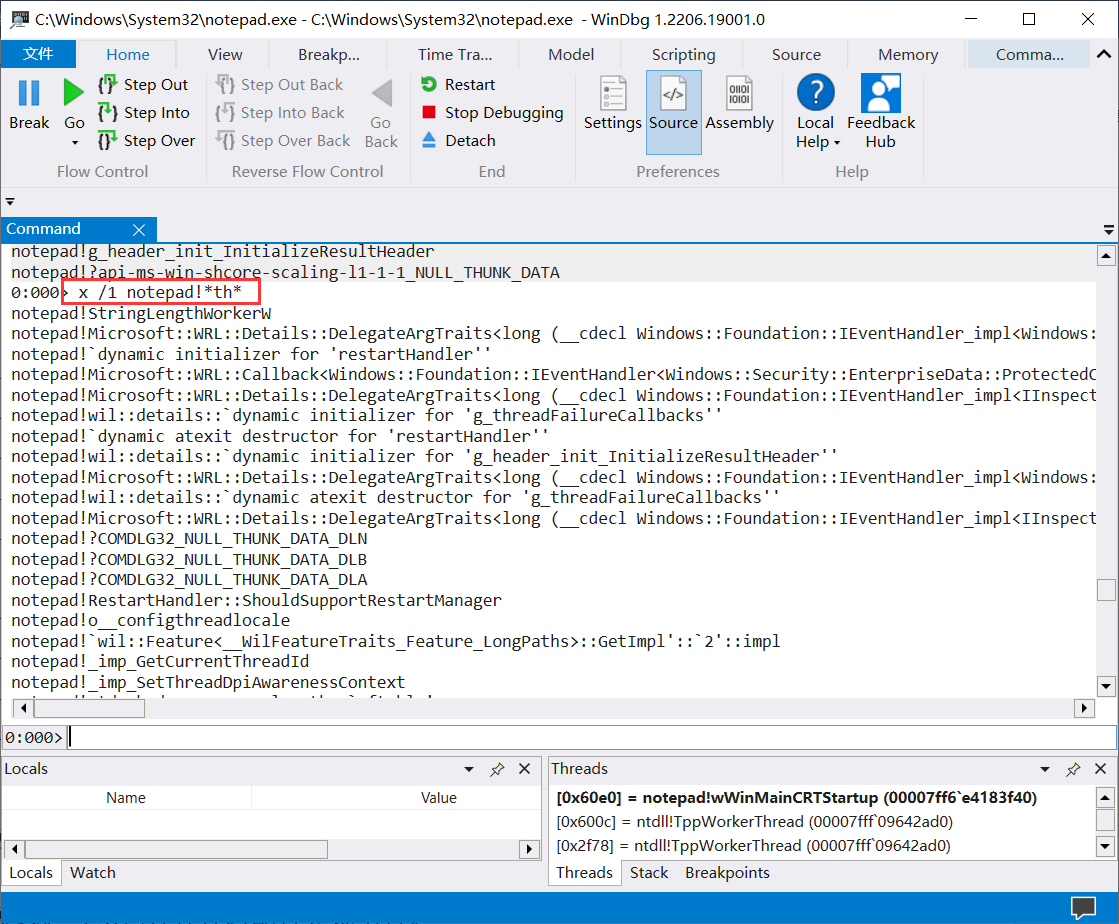 C:\Windows\System32\notepad.exe - C:\Windows\System32\notepad.exe - WinDbg 1.2206.19001.0
文件 Home View Breakp... Time Tra... Model Scripting Source Memory Comma...
Break
Go
Step Out
Step Into
Step Over
Flow Control
Step Out Back
Step Into Back
Step Over Back
Go
Back
Reverse Flow Control
Restart
Stop Debugging
Detach
End
Settings
Source
Assembly
Preferences
Local
Help
Feedback
Hub
Help
Command
notepad!g_header_init_InitializeResultHeader
notepad!?api-ms-win-shcore-scaling-l1-1-1_NULL_THUNK_DATA
0:000> x /1 notepad!*th*
notepad!StringLengthWorkerW
notepad!Microsoft::WRL::Details::DelegateArgTraits<long (__cdecl Windows::Foundation::IEventHandler_impl<Windows:
notepad!`dynamic initializer for 'restartHandler''
notepad!Microsoft::WRL::Callback<Windows::Foundation::IEventHandler<Windows::Security::EnterpriseData::ProtectedC
notepad!Microsoft::WRL::Details::DelegateArgTraits<long (__cdecl Windows::Foundation::IEventHandler_impl<IInspect
notepad!wil::details::`dynamic initializer for 'g_threadFailureCallbacks''
notepad!`dynamic atexit destructor for 'restartHandler''
notepad!wil::details::`dynamic initializer for 'g_header_init_InitializeResultHeader''
notepad!Microsoft::WRL::Details::DelegateArgTraits<long (__cdecl Windows::Foundation::IEventHandler_impl<Windows:
notepad!wil::details::`dynamic atexit destructor for 'g_threadFailureCallbacks''
notepad!Microsoft::WRL::Details::DelegateArgTraits<long (__cdecl Windows::Foundation::IEventHandler_impl<IInspect
notepad!?COMDLG32_NULL_THUNK_DATA_DLN
notepad!?COMDLG32_NULL_THUNK_DATA_DLB
notepad!?COMDLG32_NULL_THUNK_DATA_DLA
notepad!RestartHandler::ShouldSupportRestartManager
notepad!o__configthreadlocale
notepad!`wil::Feature<__WilFeatureTraits_Feature_LongPaths>::GetImpl'::`2'::impl
notepad!_imp_GetCurrentThreadId
notepad!_imp_SetThreadDpiAwarenessContext
0:000>
Locals
Name Value
Locals Watch
Threads
[0x60e0] = notepad!wWinMainCRTStartup (00007ff6`e4183f40)
[0x600c] = ntdll!TppWorkerThread (00007fff`09642ad0)
[0x2f78] = ntdll!TppWorkerThread (00007fff`09642ad0)
Threads Stack Breakpoints